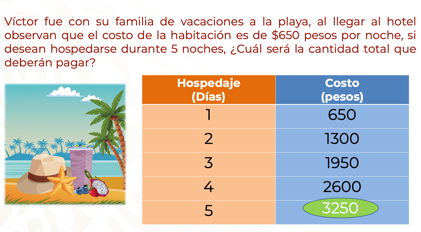 Víctor fue con su familia de vacaciones a la playa, al llegar al hotel
observan que el costo de la habitación es de $650 pesos por noche, si
desean hospedarse durante 5 noches, ¿Cuál será la cantidad total que
deberán pagar?
Hospedaje Costo
(Días) (pesos)
1 650
2 1300
3 1950
4 2600
5 3250